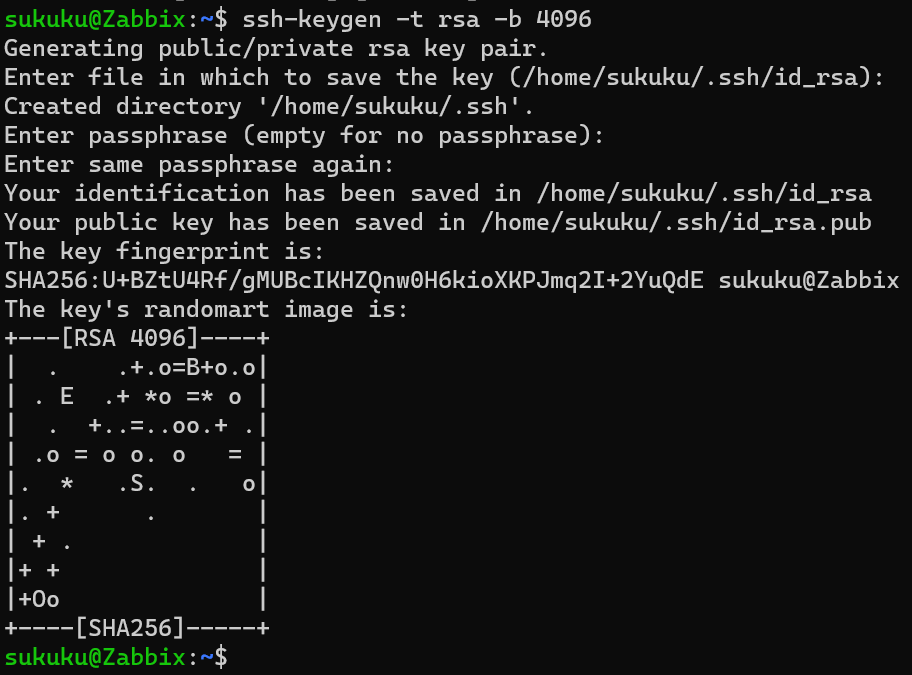 sukuku@Zabbix:~$ ssh-keygen -t rsa -b 4096
Generating public/private rsa key pair.
Enter file in which to save the key (/home/sukuku/.ssh/id_rsa):
Created directory '/home/sukuku/.ssh'.
Enter passphrase (empty for no passphrase):
Enter same passphrase again:
Your identification has been saved in /home/sukuku/.ssh/id_rsa
Your public key has been saved in /home/sukuku/.ssh/id_rsa.pub
The key fingerprint is:
SHA256:U+BZtU4Rf/gMUBcIKHZQnw0H6kioXKPJmq2I+2YuQdE sukuku@Zabbix
The key's randomart image is:
+---[RSA 4096]----+
|  .    .+.o=B+o.o|
| . E  .+ *o =* o |
|  .  +..=..oo.+ .|
| .o = o o. o   = |
|.  *   .S.  .   o|
|. +      .       |
| + .             |
|+ +              |
|+Oo              |
+----[SHA256]-----+
sukuku@Zabbix:~$